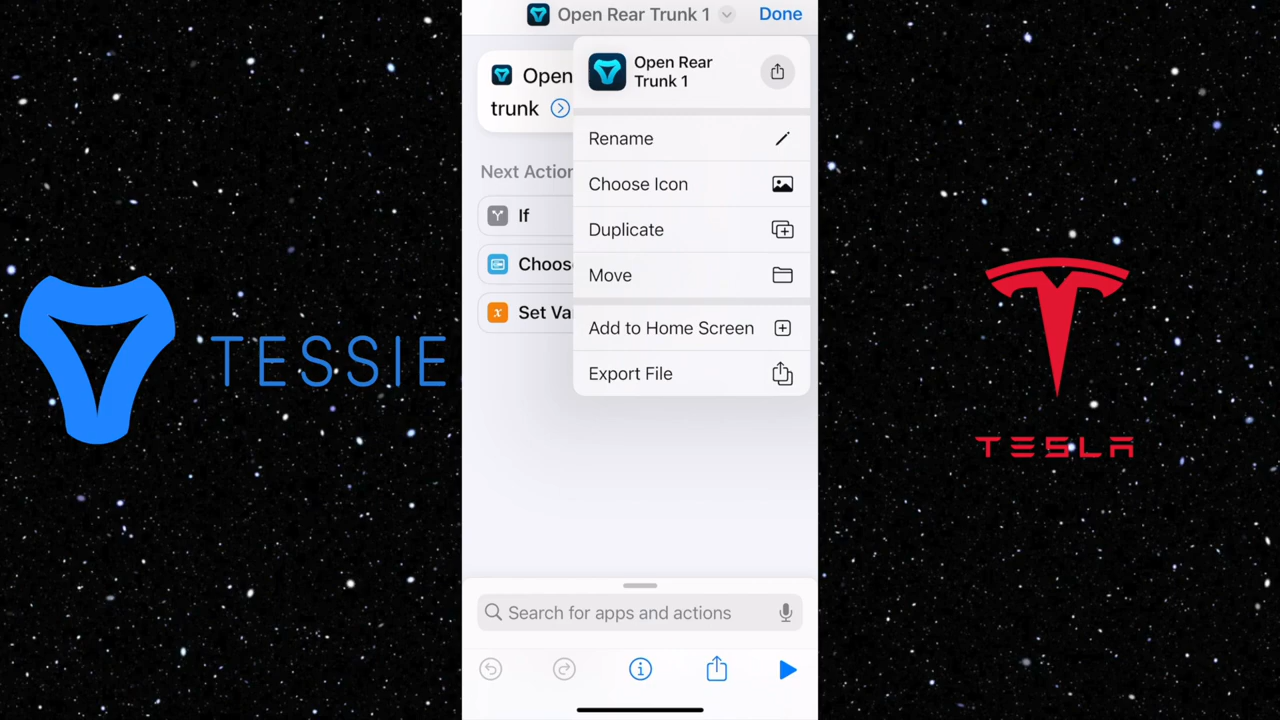 Open Rear Trunk 1
Done
Open
trunk
Open Rear
Trunk 1
Rename
Choose Icon
Duplicate
Move
Add to Home Screen
Export File
Next Action
If
Choos
Set Va
Search for apps and actions
TESSIE
TESLA